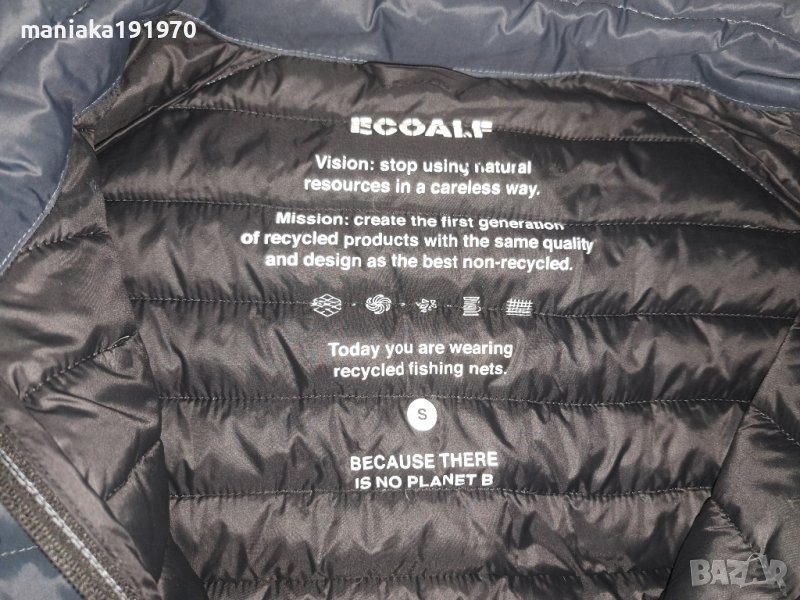 maniaka191970
ECOALF
Vision: stop using natural
resources in a careless way.
Mission: create the first generation
of recycled products with the same quality
and design as the best non-recycled.
Today you are wearing
recycled fishing nets.
S
BECAUSE THERE
IS NO PLANET B
BAZAR